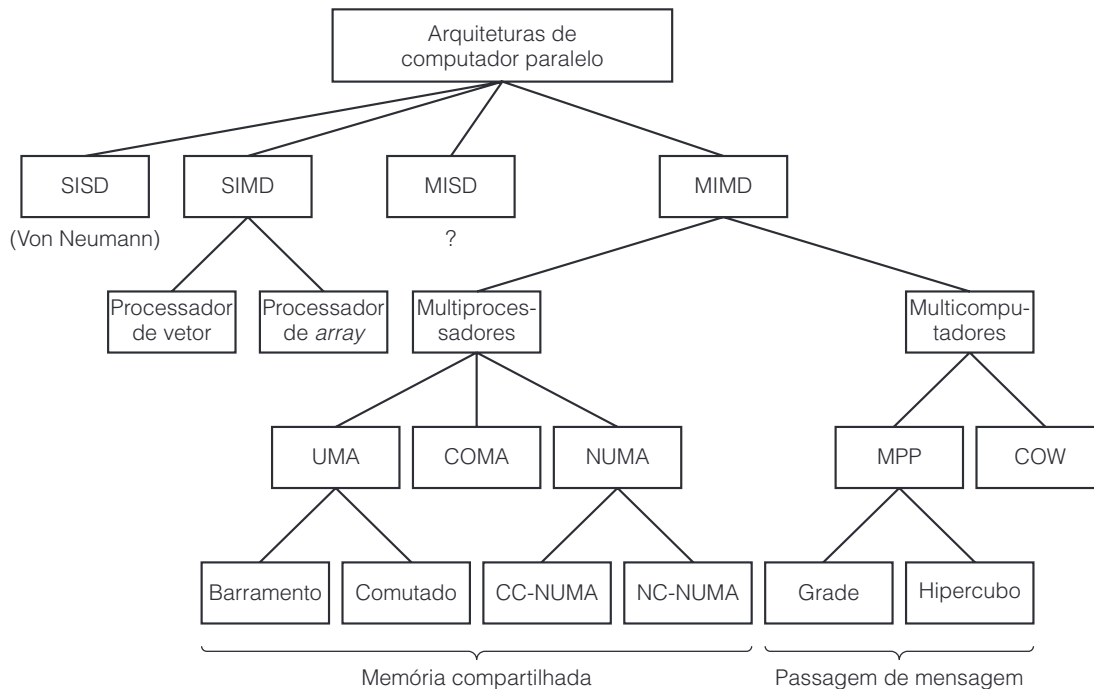 Arquiteturas de
computador paralelo
SISD
SIMD
MISD
MIMD
(Von Neumann)
?
Processador
de vetor
Processador
de array
Multiproces-
sadores
Multicompu-
tadores
UMA
COMA
NUMA
MPP
COW
Barramento
Comutado
CC-NUMA
NC-NUMA
Grade
Hipercubo
Memória compartilhada
Passagem de mensagem